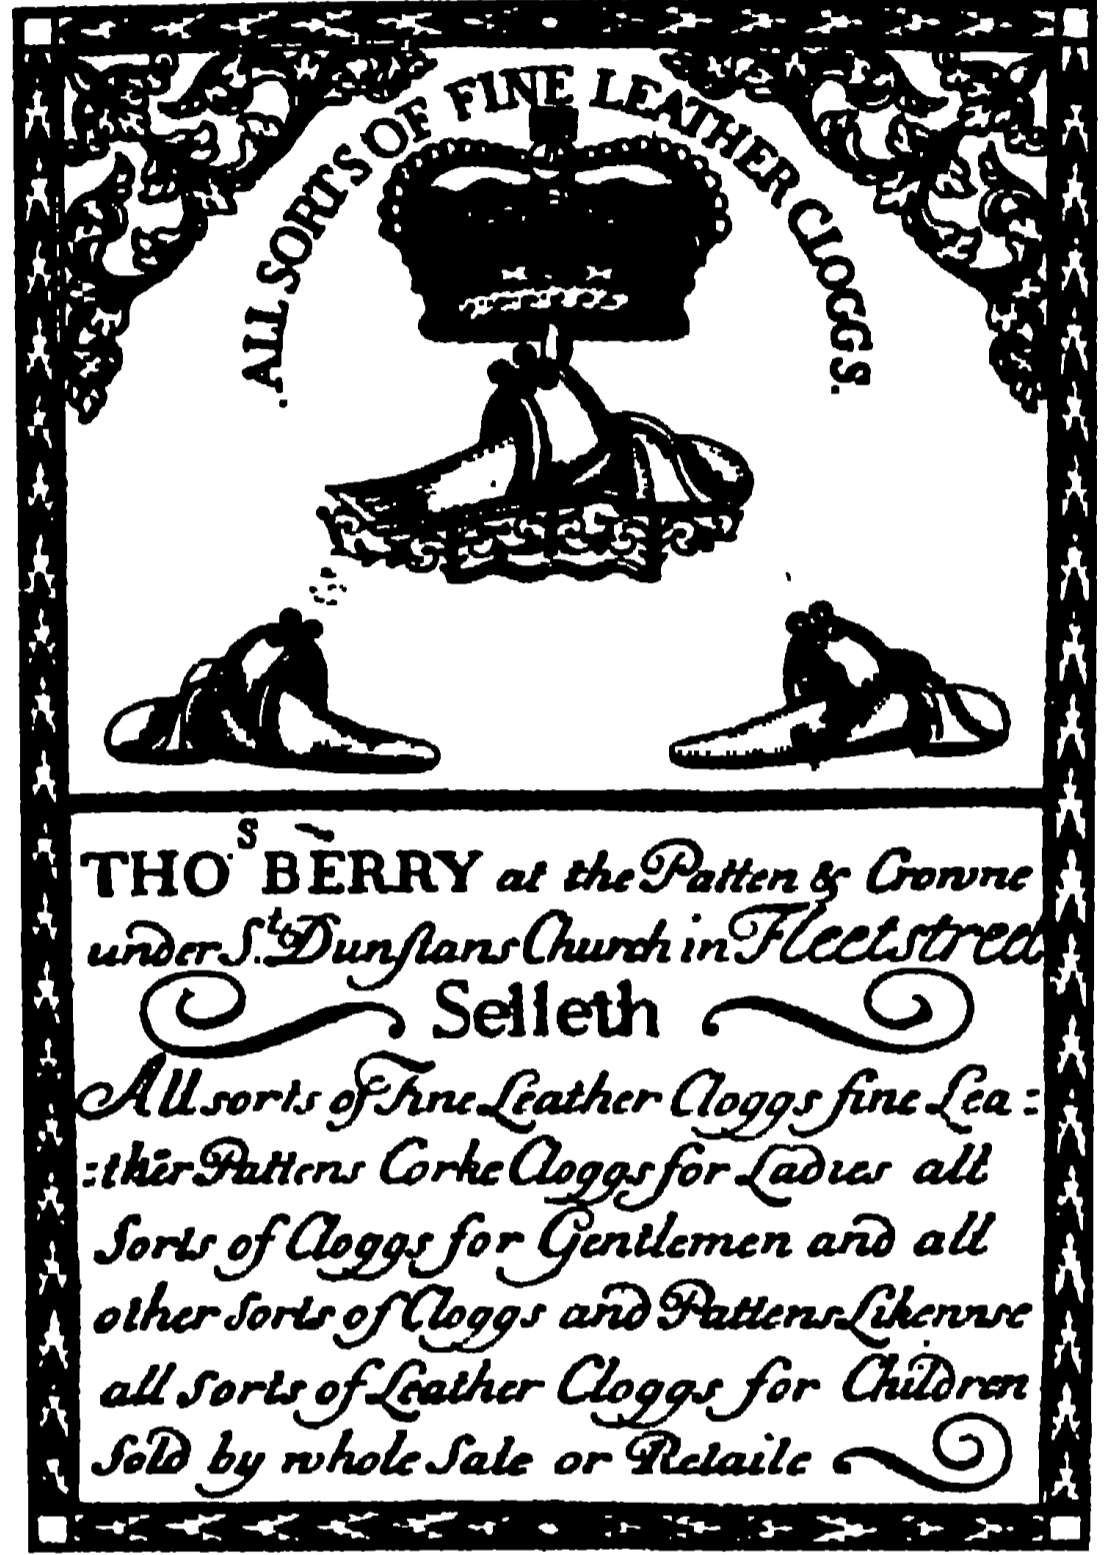 . ALL SORTS OF FINE LEATHER CLOGGS .
THO.s BERRY at the Patten & Crowne
under S.t Dunstans Church in Fleetstreet
Selleth
All sorts of Fine Leather Cloggs fine Lea=
=ther Pattens Corke Cloggs for Ladies all
Sorts of Cloggs for Gentlemen and all
other Sorts of Cloggs and Pattens Likewise
all Sorts of Leather Cloggs for Children
Sold by whole Sale or Retaile